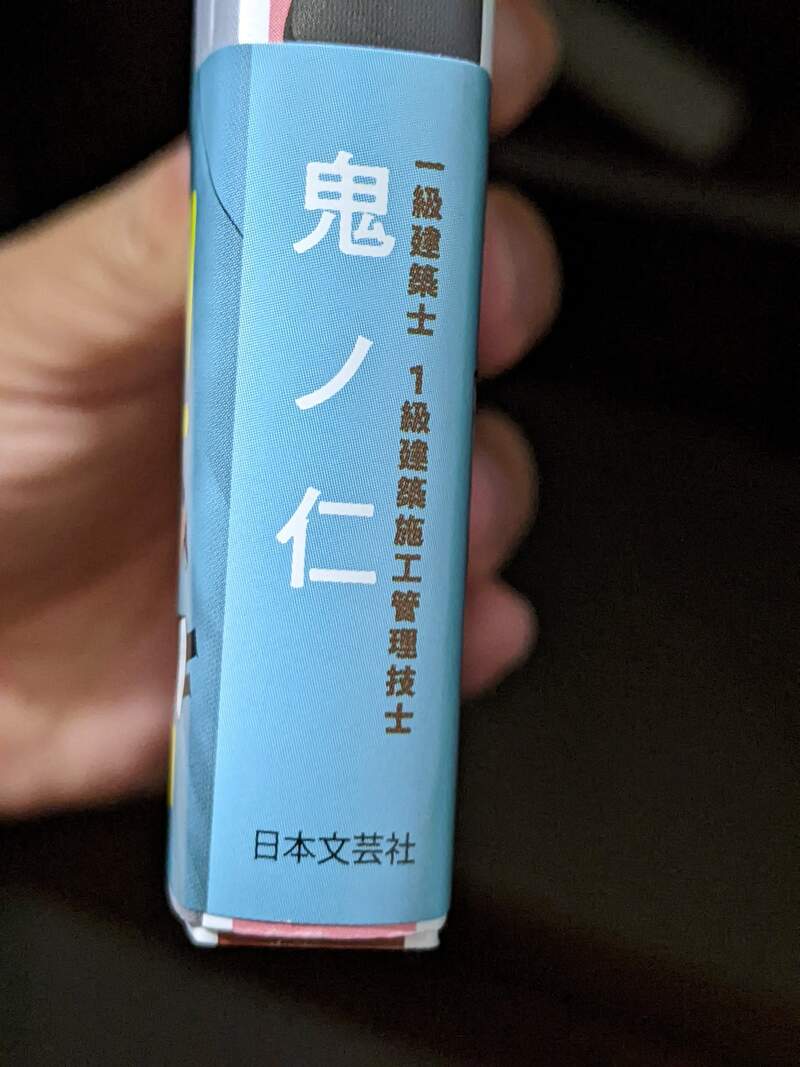 一級建築士　1級建築施工管理技士
鬼ノ仁
日本文芸社